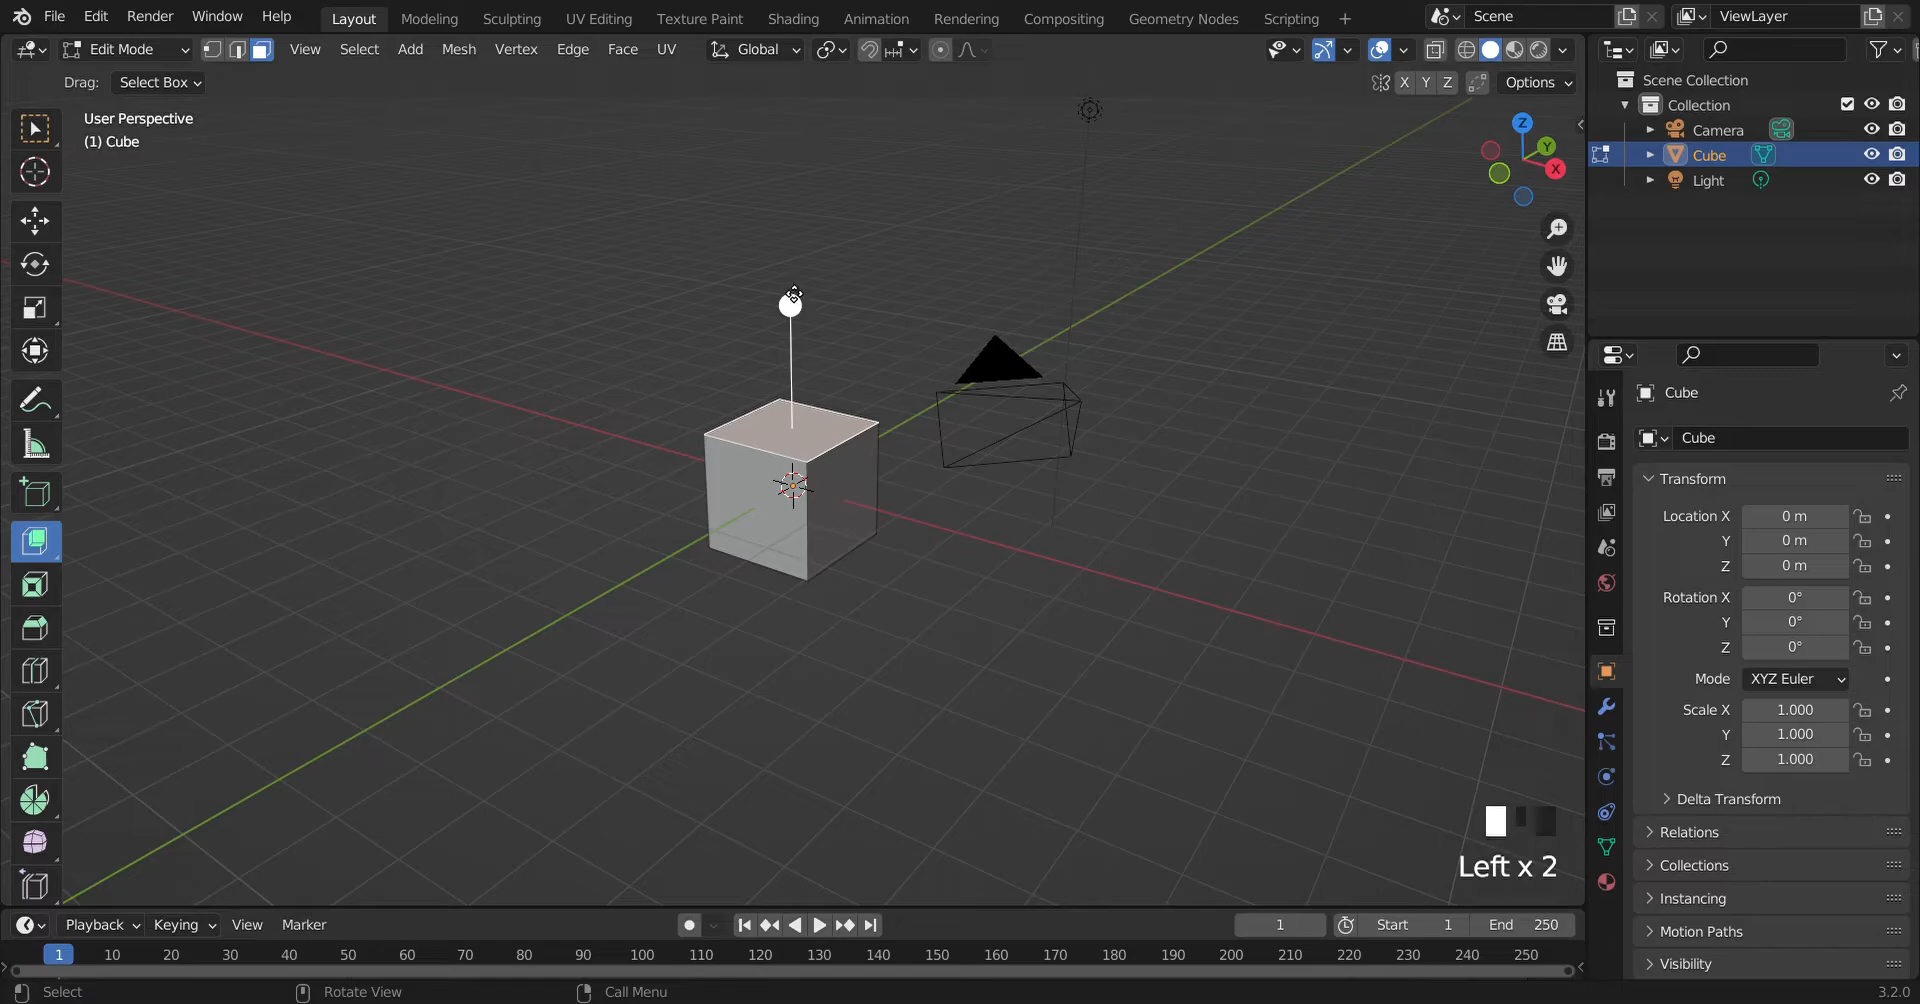 File Edit Render Window Help Layout Modeling Sculpting UV Editing Texture Paint Shading Animation Rendering Compositing Geometry Nodes Scripting + Scene ViewLayer
Edit Mode View Select Add Mesh Vertex Edge Face UV Global
Drag: Select Box X Y Z Options
User Perspective
(1) Cube
Z
Y
X
Scene Collection
Collection
Camera
Cube
Light
Cube
Cube
Transform
Location X 0 m
Y 0 m
Z 0 m
Rotation X 0°
Y 0°
Z 0°
Mode XYZ Euler
Scale X 1.000
Y 1.000
Z 1.000
Delta Transform
Relations
Collections
Instancing
Motion Paths
Visibility
Left x 2
Playback Keying View Marker 1 Start 1 End 250
1 10 20 30 40 50 60 70 80 90 100 110 120 130 140 150 160 170 180 190 200 210 220 230 240 250
Select Rotate View Call Menu 3.2.0